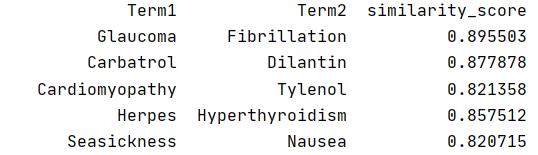 Term1 Term2 similarity_score
Glaucoma Fibrillation 0.895503
Carbatrol Dilantin 0.877878
Cardiomyopathy Tylenol 0.821358
Herpes Hyperthyroidism 0.857512
Seasickness Nausea 0.820715